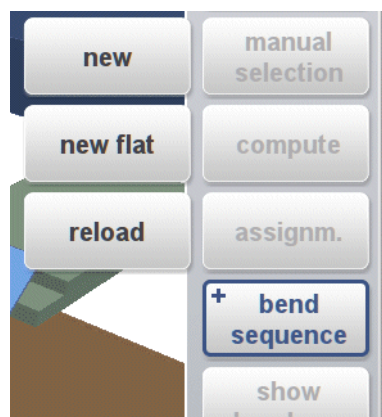 new
manual
selection
new flat
compute
reload
assignm.
+ bend
sequence
show